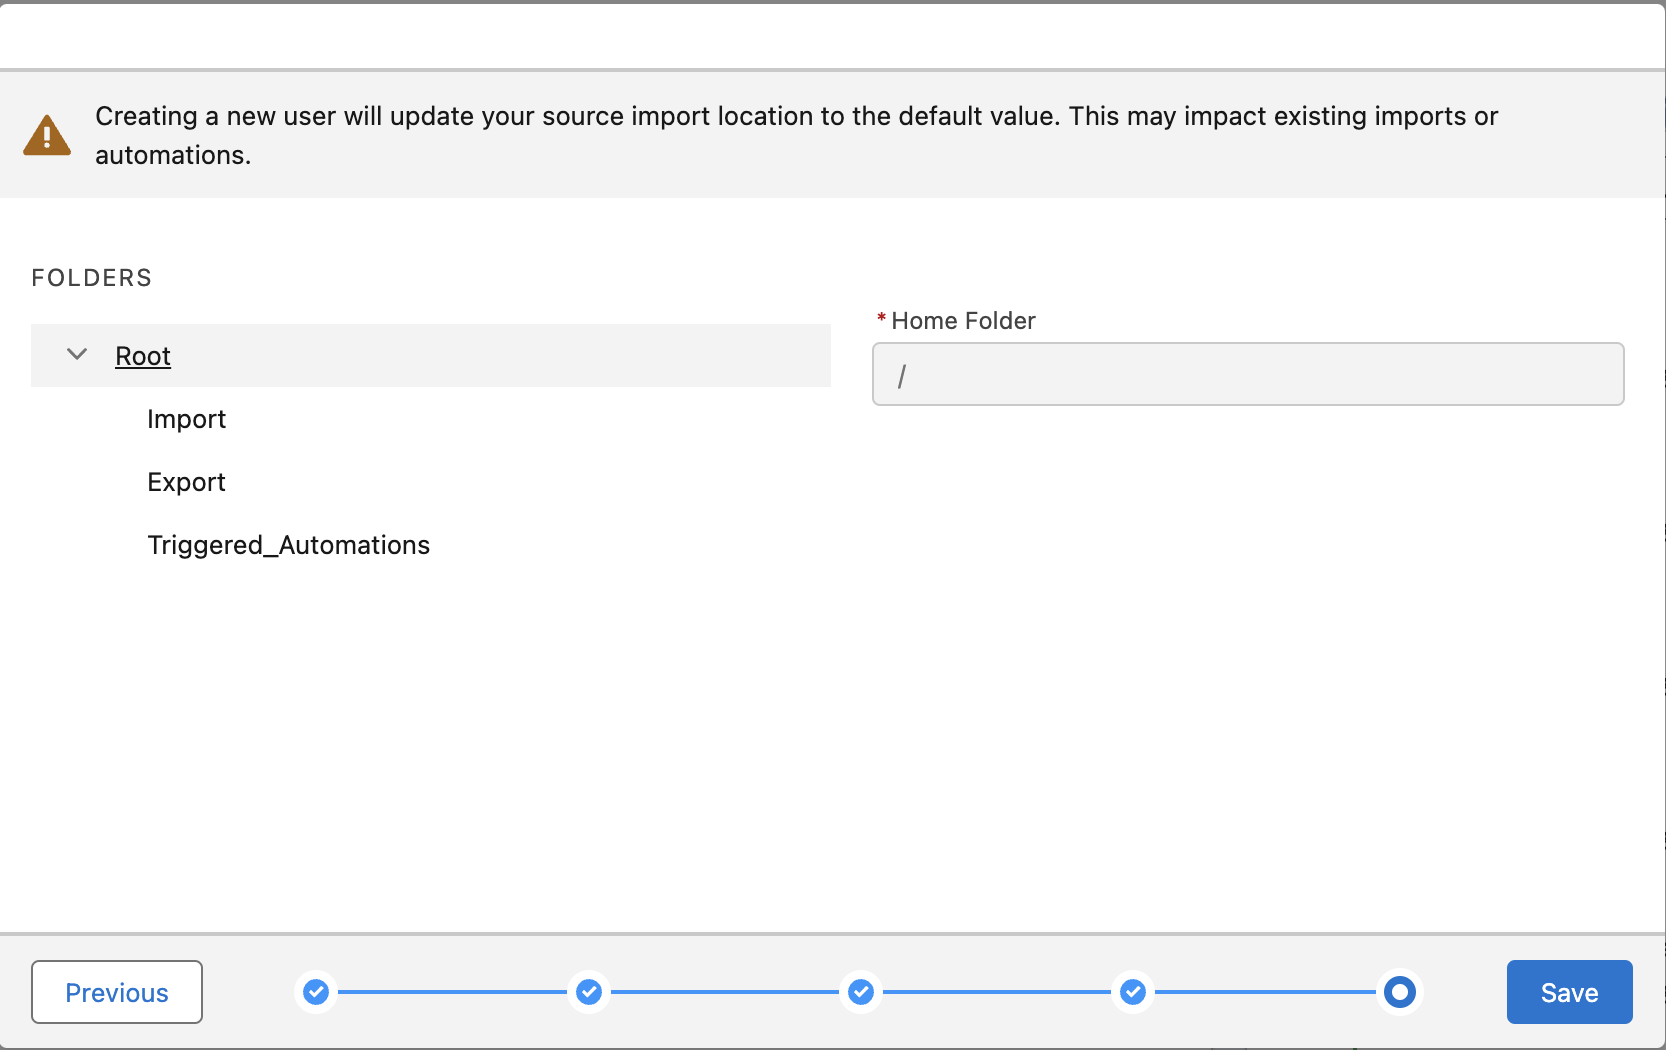 Creating a new user will update your source import location to the default value. This may impact existing imports or
automations.
FOLDERS
Root
Import
Export
Triggered_Automations
* Home Folder
/
Previous
Save